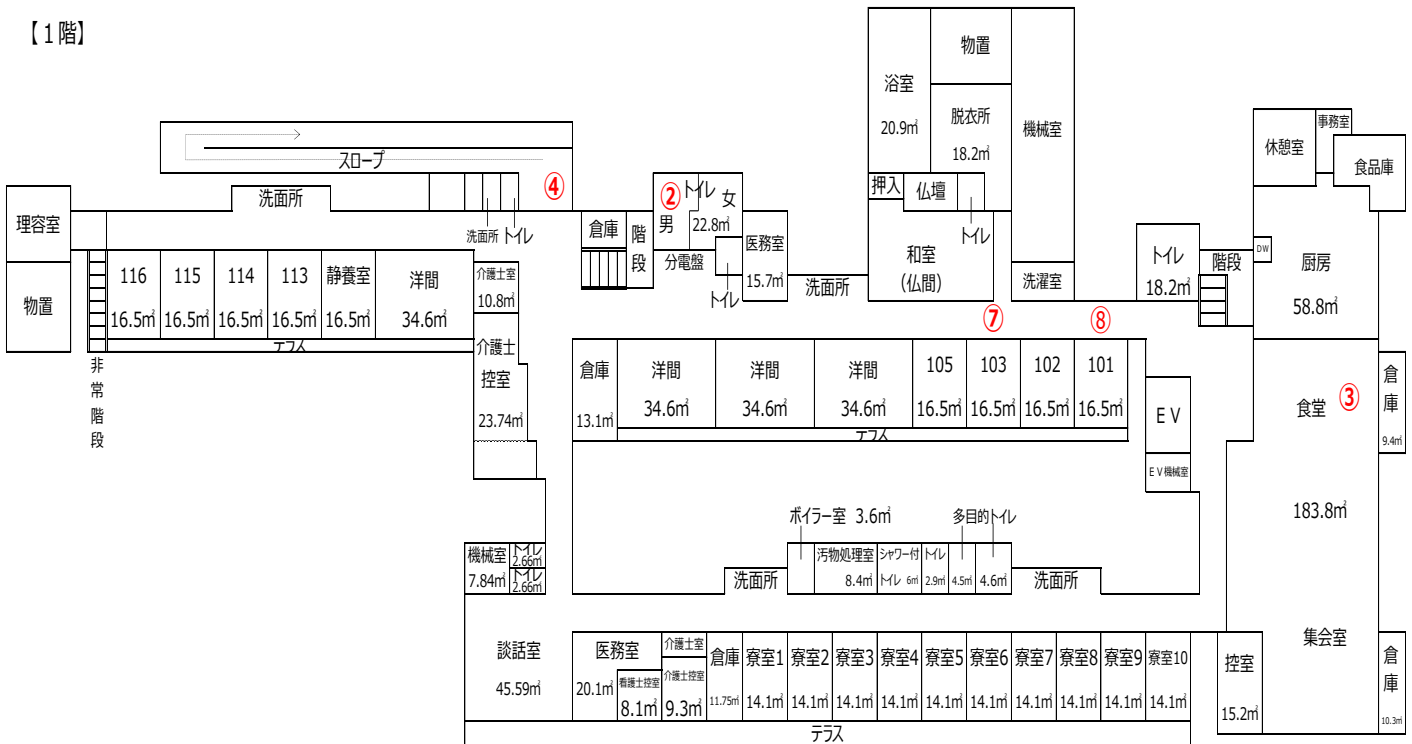 【１階】
物置
浴室
20.9㎡
脱衣所
18.2㎡
機械室
休憩室
事務室
食品庫
スロープ
④
②
トイレ
女
男
22.8㎡
押入
仏壇
トイレ
洗面所
理容室
洗面所
トイレ
倉庫
階段
分電盤
トイレ
医務室
15.7㎡
洗面所
和室
(仏間)
洗濯室
トイレ
18.2㎡
階段
DW
厨房
58.8㎡
物置
116
16.5㎡
115
16.5㎡
114
16.5㎡
113
16.5㎡
静養室
16.5㎡
洋間
34.6㎡
介護士室
10.8㎡
テラス
非常階段
介護士
控室
23.74㎡
⑦
⑧
倉庫
13.1㎡
洋間
34.6㎡
洋間
34.6㎡
洋間
34.6㎡
105
16.5㎡
103
16.5㎡
102
16.5㎡
101
16.5㎡
テラス
ＥＶ
ＥＶ機械室
食堂
③
倉庫
9.4㎡
183.8㎡
ボイラー室 3.6㎡
多目的トイレ
機械室
7.84㎡
トイレ
2.66㎡
トイレ
2.66㎡
洗面所
汚物処理室
8.4㎡
シャワー付
トイレ 6㎡
トイレ
2.9㎡
4.5㎡
4.6㎡
洗面所
談話室
45.59㎡
医務室
20.1㎡
看護士控室
8.1㎡
介護士室
介護士控室
9.3㎡
倉庫
11.75㎡
寮室1
14.1㎡
寮室2
14.1㎡
寮室3
14.1㎡
寮室4
14.1㎡
寮室5
14.1㎡
寮室6
14.1㎡
寮室7
14.1㎡
寮室8
14.1㎡
寮室9
14.1㎡
寮室10
14.1㎡
控室
15.2㎡
集会室
倉庫
10.3㎡
テラス